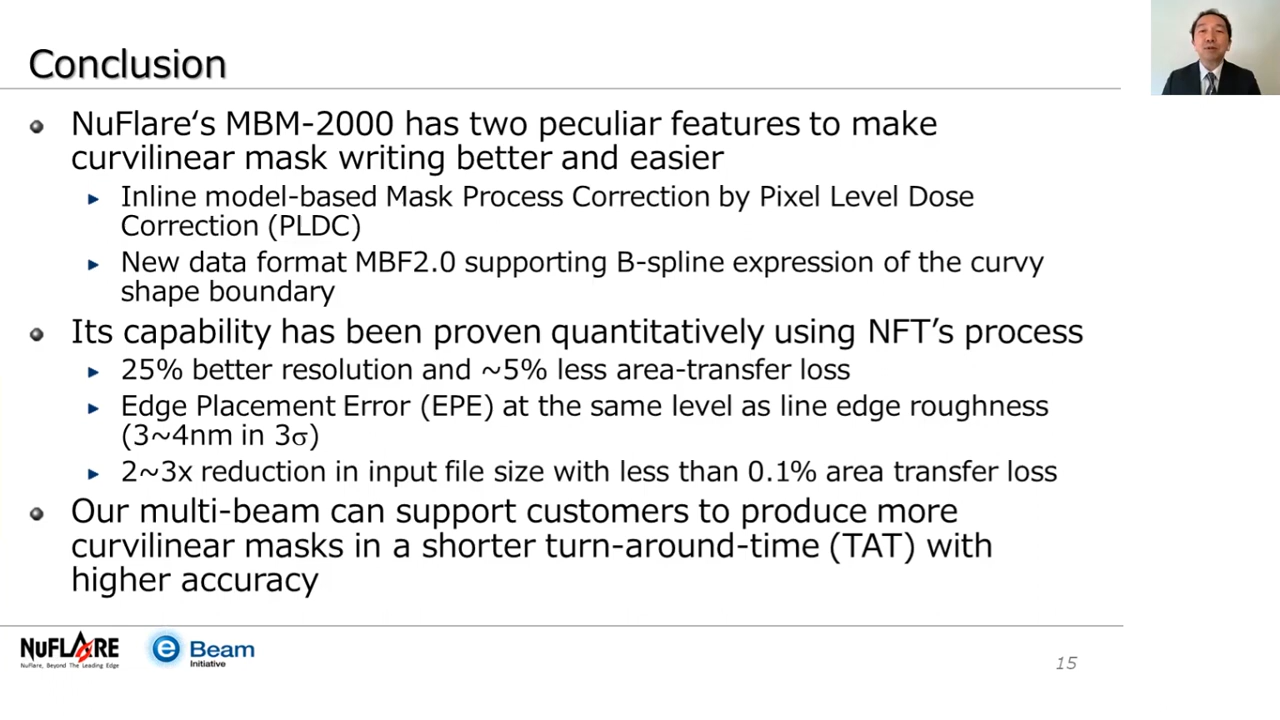 Conclusion
NuFlare‘s MBM-2000 has two peculiar features to make
curvilinear mask writing better and easier
Inline model-based Mask Process Correction by Pixel Level Dose
Correction (PLDC)
New data format MBF2.0 supporting B-spline expression of the curvy
shape boundary
Its capability has been proven quantitatively using NFT’s process
25% better resolution and ~5% less area-transfer loss
Edge Placement Error (EPE) at the same level as line edge roughness
(3~4nm in 3σ)
2~3x reduction in input file size with less than 0.1% area transfer loss
Our multi-beam can support customers to produce more
curvilinear masks in a shorter turn-around-time (TAT) with
higher accuracy
NUFLARE
NuFlare, Beyond The Leading Edge
e Beam
Initiative
15